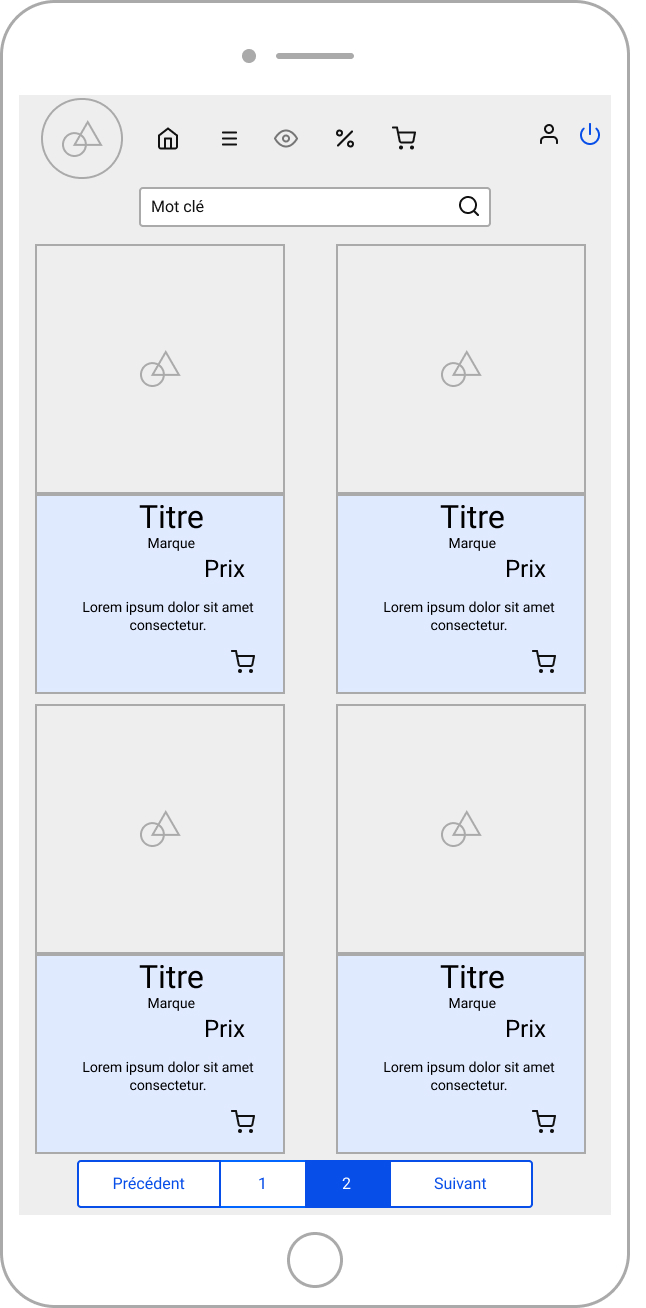 Mot clé
Titre
Marque
Prix
Lorem ipsum dolor sit amet
consectetur.
Titre
Marque
Prix
Lorem ipsum dolor sit amet
consectetur.
Titre
Marque
Prix
Lorem ipsum dolor sit amet
consectetur.
Titre
Marque
Prix
Lorem ipsum dolor sit amet
consectetur.
Précédent 1 2 Suivant